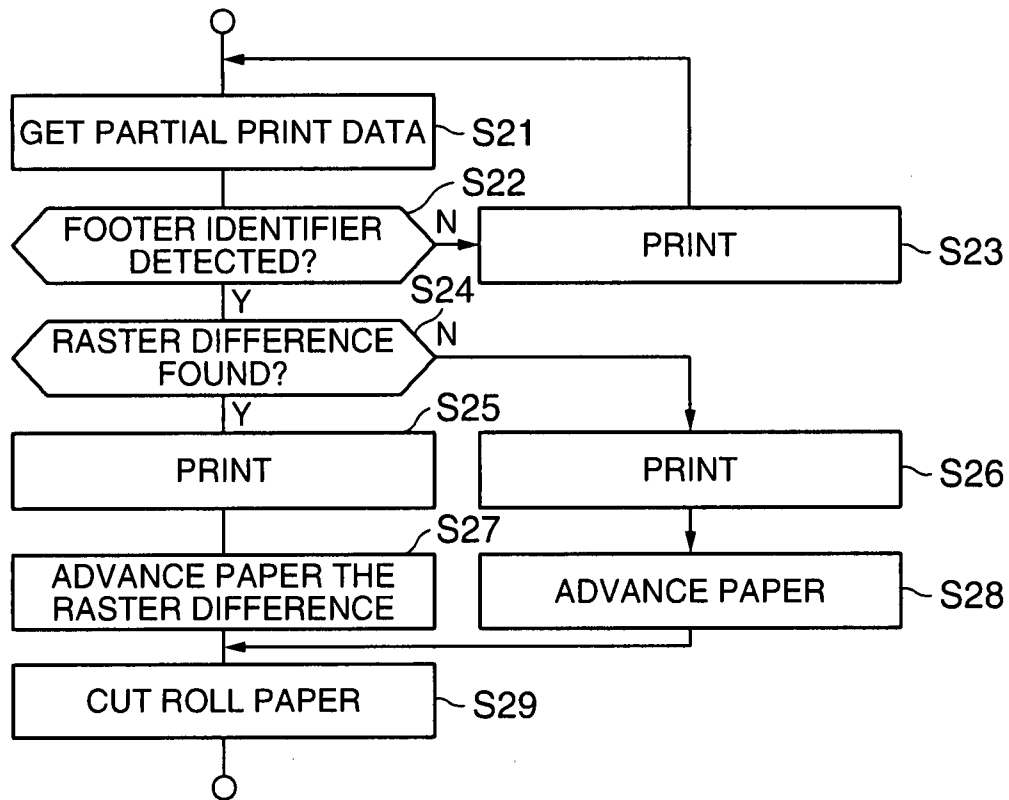 GET PARTIAL PRINT DATA
S21
S22
FOOTER IDENTIFIER
DETECTED?
N
PRINT
S23
Y
S24
RASTER DIFFERENCE
FOUND?
N
Y
S25
PRINT
PRINT
S26
S27
ADVANCE PAPER THE
RASTER DIFFERENCE
ADVANCE PAPER
S28
CUT ROLL PAPER
S29